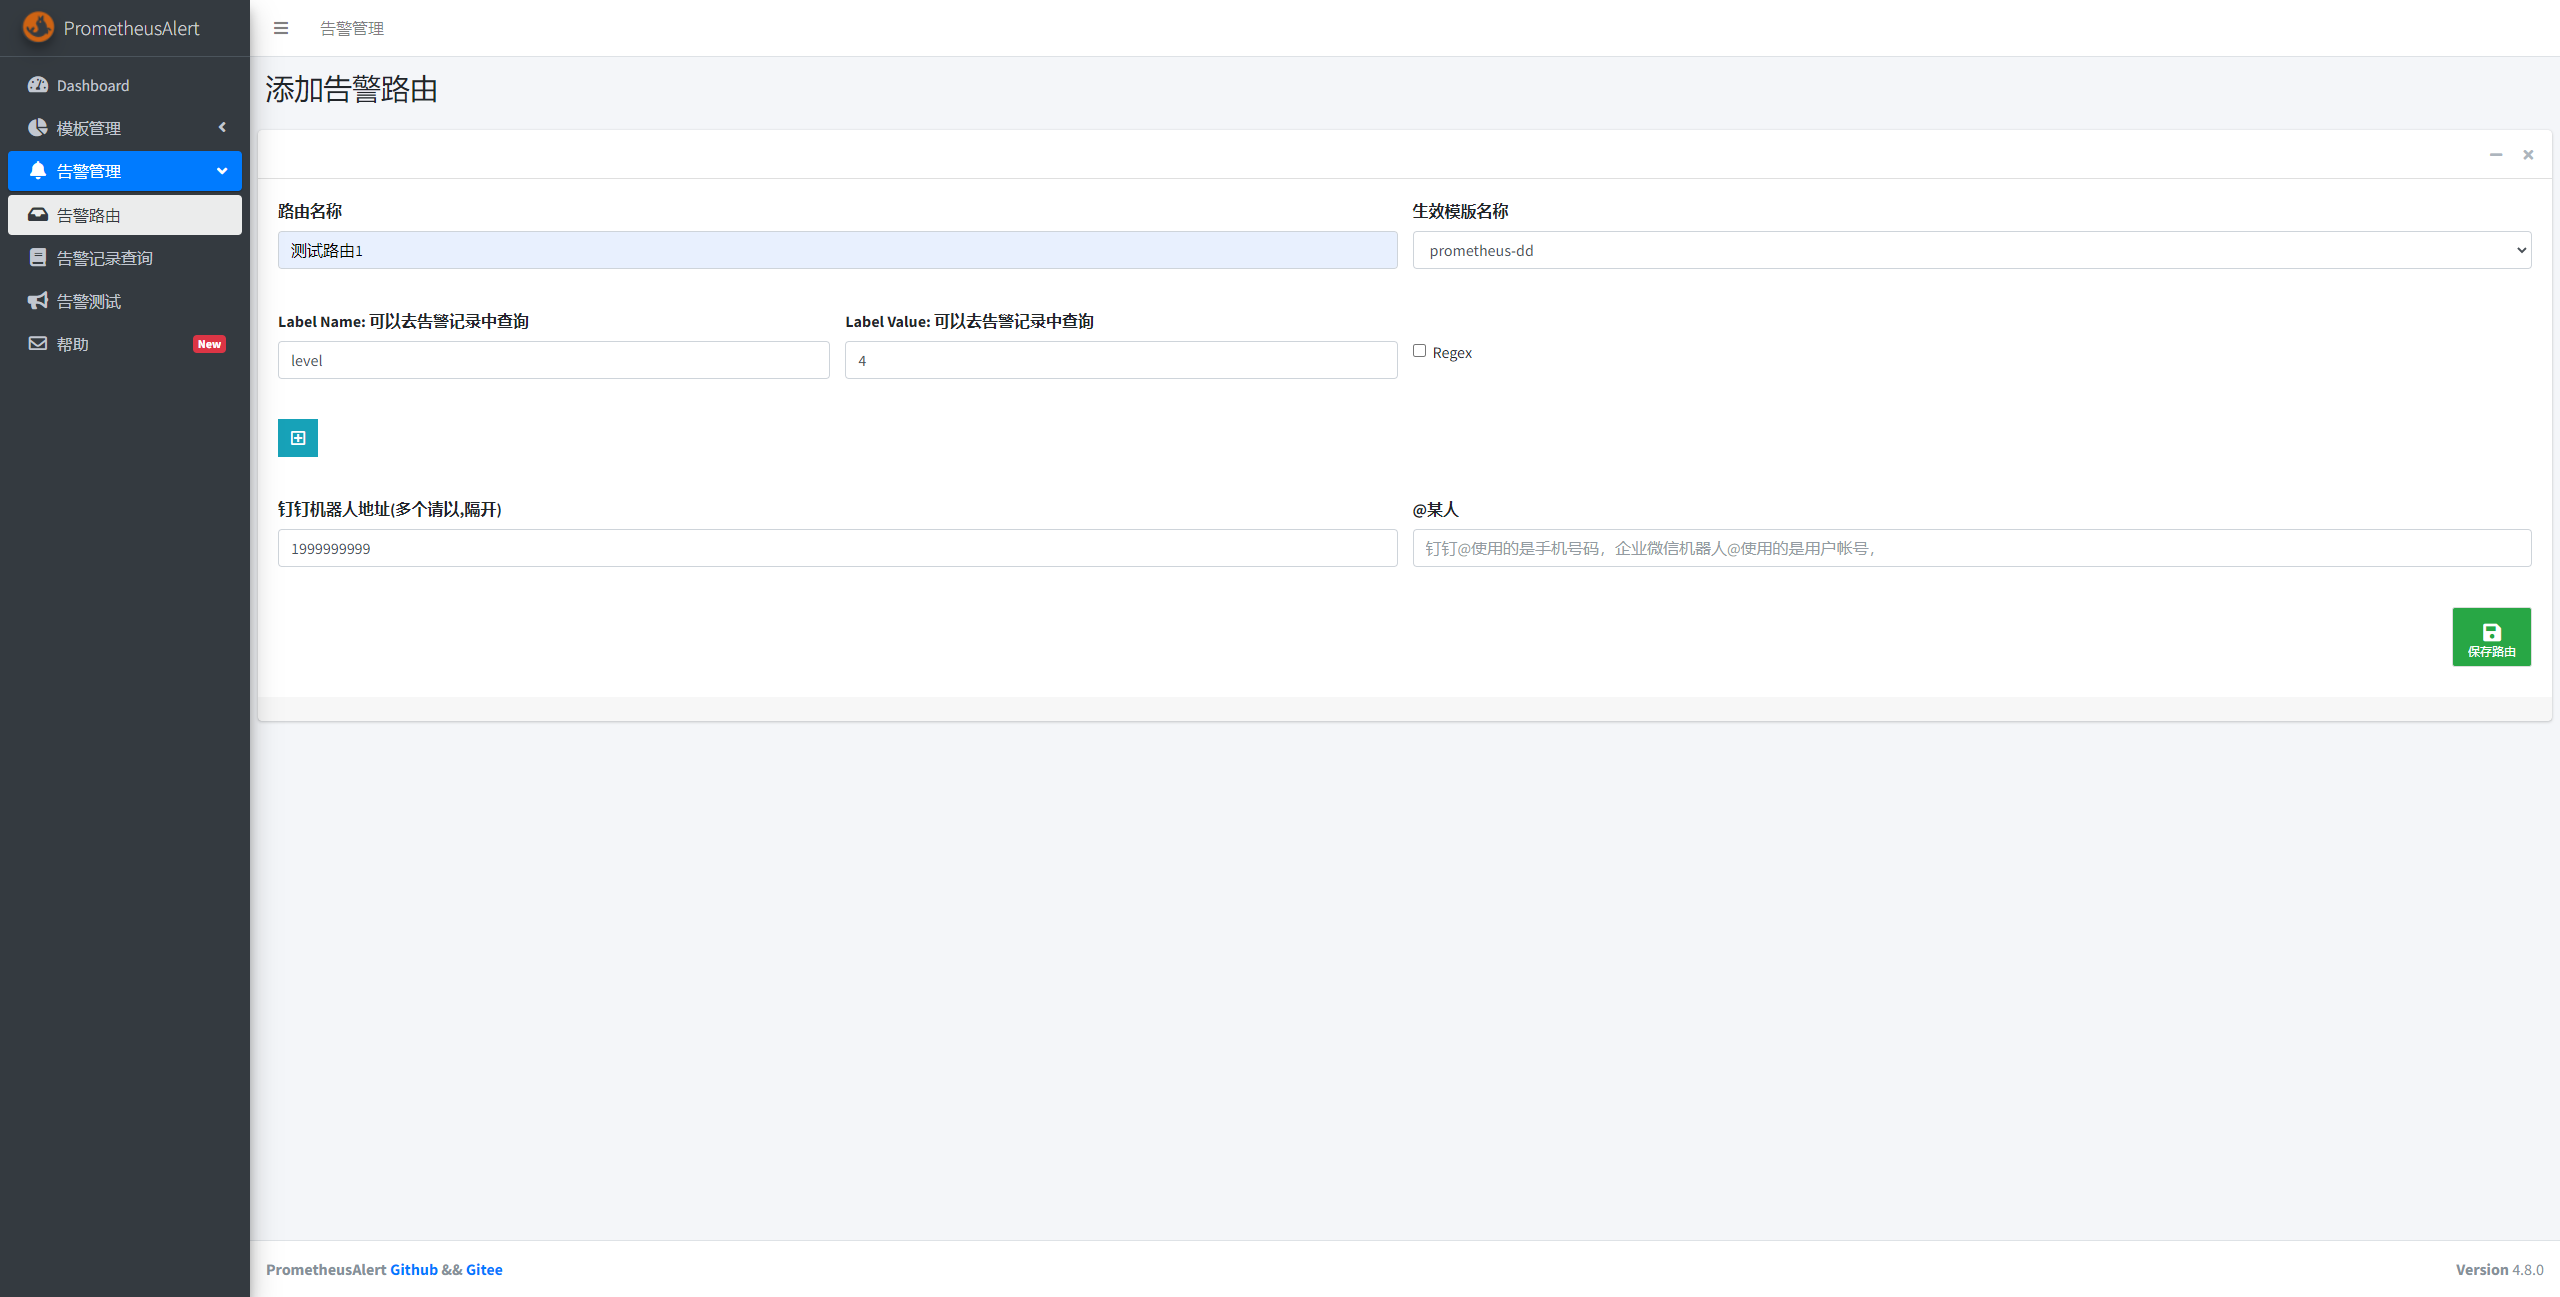 PrometheusAlert
Dashboard
模板管理
告警管理
告警路由
告警记录查询
告警测试
帮助 New
告警管理
添加告警路由
路由名称
生效模版名称
测试路由1
prometheus-dd
Label Name: 可以去告警记录中查询
Label Value: 可以去告警记录中查询
level
4
Regex
钉钉机器人地址(多个请以,隔开)
@某人
1999999999
钉钉@使用的是手机号码，企业微信机器人@使用的是用户帐号，
保存路由
PrometheusAlert Github && Gitee
Version 4.8.0